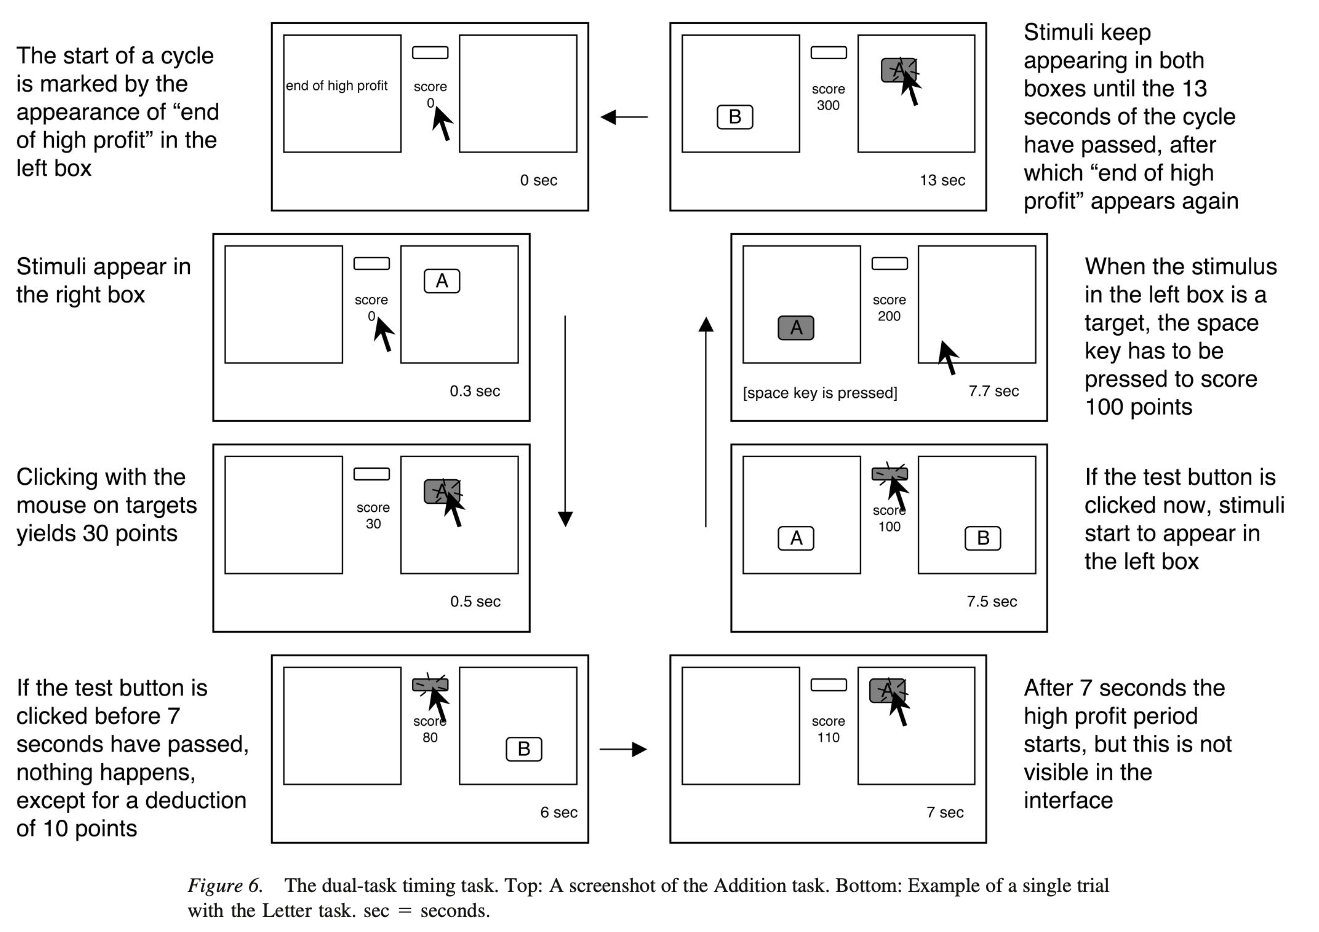 The start of a cycle
is marked by the
appearance of “end
of high profit” in the
left box
end of high profit
score
0
0 sec
B
score
300
A
13 sec
Stimuli keep
appearing in both
boxes until the 13
seconds of the cycle
have passed, after
which “end of high
profit” appears again
Stimuli appear in
the right box
score
0
A
0.3 sec
A
score
200
[space key is pressed]
7.7 sec
When the stimulus
in the left box is a
target, the space
key has to be
pressed to score
100 points
Clicking with the
mouse on targets
yields 30 points
score
30
A
0.5 sec
A
score
100
B
7.5 sec
If the test button is
clicked now, stimuli
start to appear in
the left box
If the test button is
clicked before 7
seconds have passed,
nothing happens,
except for a deduction
of 10 points
score
80
B
6 sec
score
110
A
7 sec
After 7 seconds the
high profit period
starts, but this is not
visible in the
interface
Figure 6. The dual-task timing task. Top: A screenshot of the Addition task. Bottom: Example of a single trial
with the Letter task. sec = seconds.